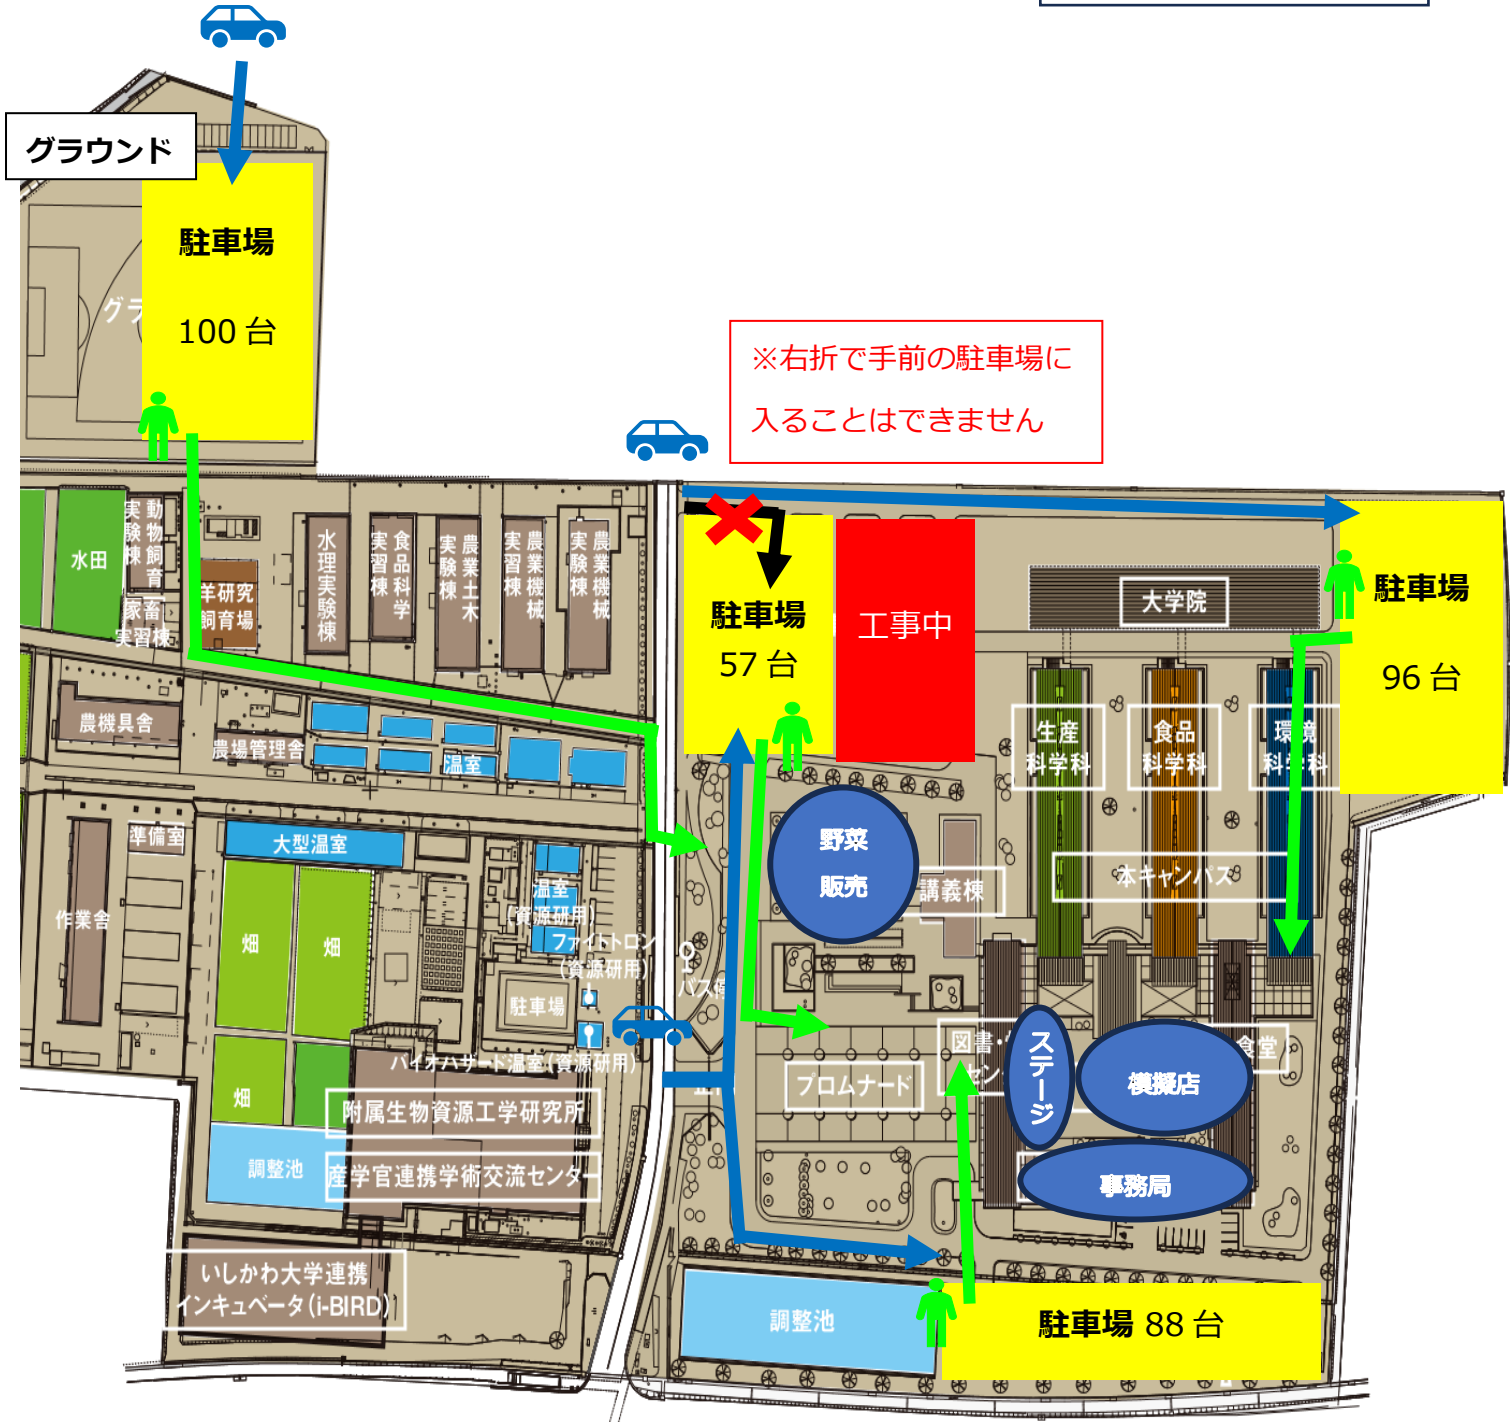 グラウンド
駐車場
100 台
グラ
※右折で手前の駐車場に
入ることはできません
水田
動物飼育
実験棟
家畜
実習棟
羊研究
飼育場
水理実験棟
食品科学
実習棟
農業土木
実験棟
農業機械
実習棟
農業機械
実験棟
駐車場
57 台
工事中
大学院
駐車場
96 台
農機具舎
農場管理舎
温室
生産
科学科
食品
科学科
環境
科学科
準備室
大型温室
野菜
販売
講義棟
本キャンパス
作業舎
畑
畑
温室
(資源研用)
ファイトトロン
(資源研用)
駐車場
バス停
バイオハザード温室(資源研用)
畑
附属生物資源工学研究所
調整池
産学官連携学術交流センター
プロムナード
図書・
セン
ステージ
模擬店
食堂
事務局
いしかわ大学連携
インキュベータ(i-BIRD)
調整池
駐車場 88 台